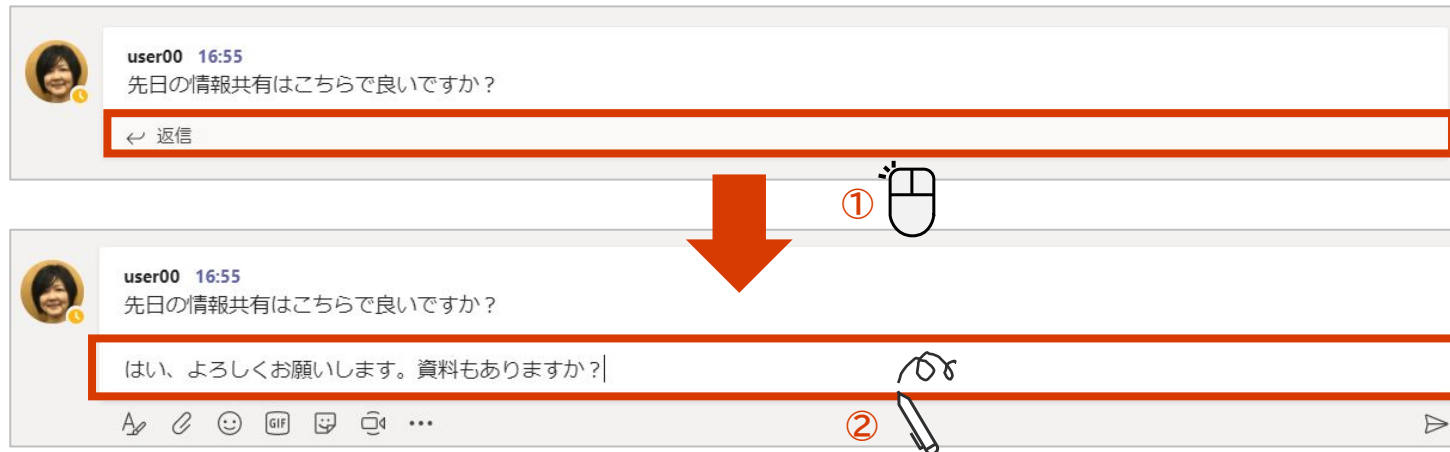 user00 16:55
先日の情報共有はこちらで良いですか？
返信
①
user00 16:55
先日の情報共有はこちらで良いですか？
はい、よろしくお願いします。資料もありますか？
GIF
②